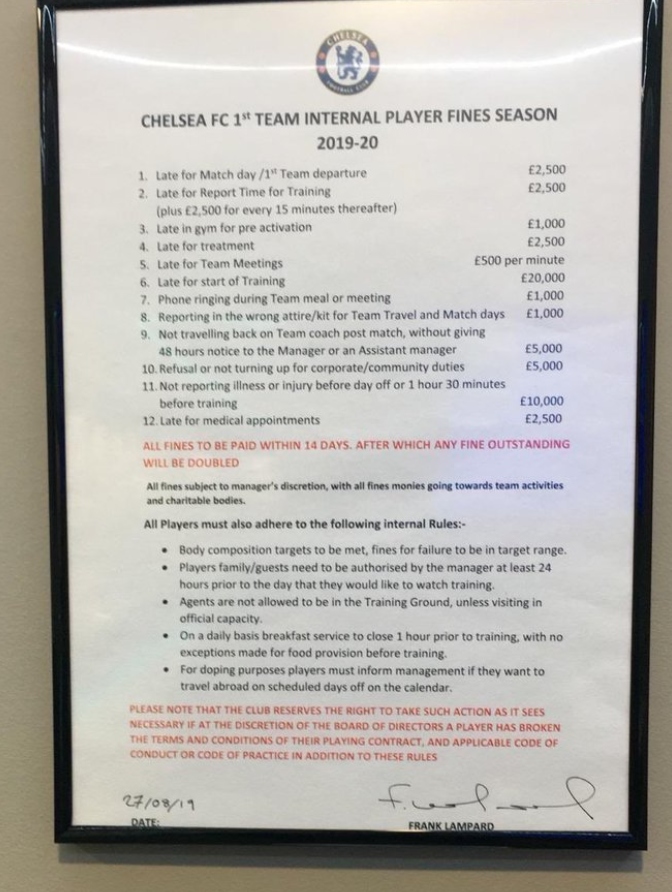 CHELSEA
FOOTBALL CLUB
CHELSEA FC 1st TEAM INTERNAL PLAYER FINES SEASON
2019-20
1. Late for Match day /1st Team departure £2,500
2. Late for Report Time for Training £2,500
(plus £2,500 for every 15 minutes thereafter)
3. Late in gym for pre activation £1,000
4. Late for treatment £2,500
5. Late for Team Meetings £500 per minute
6. Late for start of Training £20,000
7. Phone ringing during Team meal or meeting £1,000
8. Reporting in the wrong attire/kit for Team Travel and Match days £1,000
9. Not travelling back on Team coach post match, without giving
48 hours notice to the Manager or an Assistant manager £5,000
10. Refusal or not turning up for corporate/community duties £5,000
11. Not reporting illness or injury before day off or 1 hour 30 minutes
before training £10,000
12. Late for medical appointments £2,500
ALL FINES TO BE PAID WITHIN 14 DAYS. AFTER WHICH ANY FINE OUTSTANDING
WILL BE DOUBLED
All fines subject to manager's discretion, with all fines monies going towards team activities
and charitable bodies.
All Players must also adhere to the following internal Rules:-
• Body composition targets to be met, fines for failure to be in target range.
• Players family/guests need to be authorised by the manager at least 24
hours prior to the day that they would like to watch training.
• Agents are not allowed to be in the Training Ground, unless visiting in
official capacity.
• On a daily basis breakfast service to close 1 hour prior to training, with no
exceptions made for food provision before training.
• For doping purposes players must inform management if they want to
travel abroad on scheduled days off on the calendar.
PLEASE NOTE THAT THE CLUB RESERVES THE RIGHT TO TAKE SUCH ACTION AS IT SEES
NECESSARY IF AT THE DISCRETION OF THE BOARD OF DIRECTORS A PLAYER HAS BROKEN
THE TERMS AND CONDITIONS OF THEIR PLAYING CONTRACT, AND APPLICABLE CODE OF
CONDUCT OR CODE OF PRACTICE IN ADDITION TO THESE RULES
27/08/19
DATE: FRANK LAMPARD